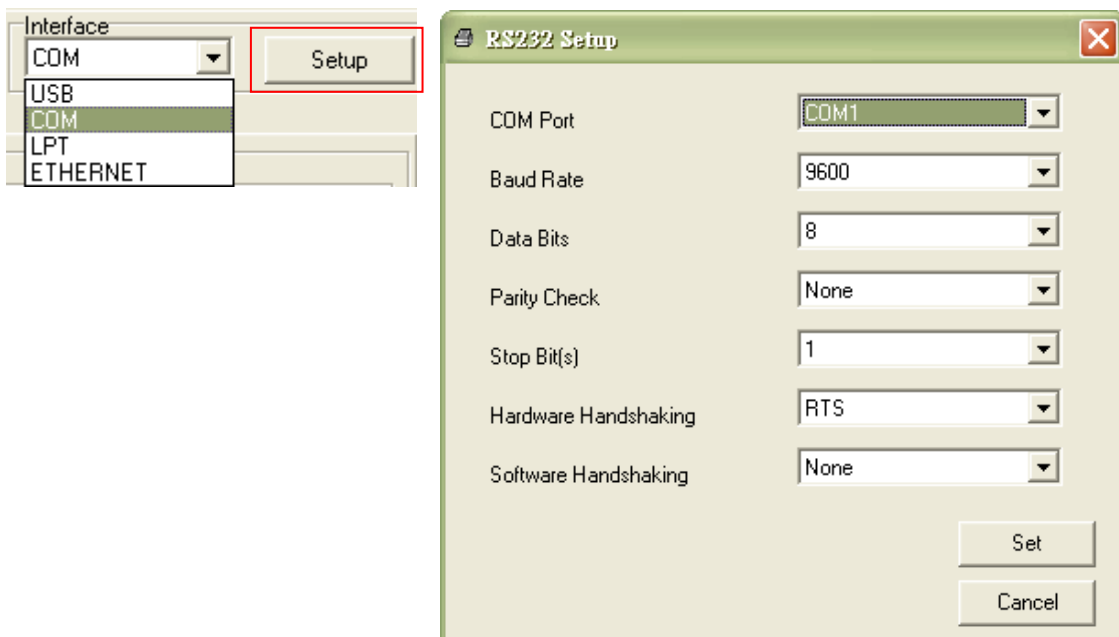 Interface
COM
Setup
USB
COM
LPT
ETHERNET
RS232 Setup
COM Port
COM1
Baud Rate
9600
Data Bits
8
Parity Check
None
Stop Bit(s)
1
Hardware Handshaking
RTS
Software Handshaking
None
Set
Cancel